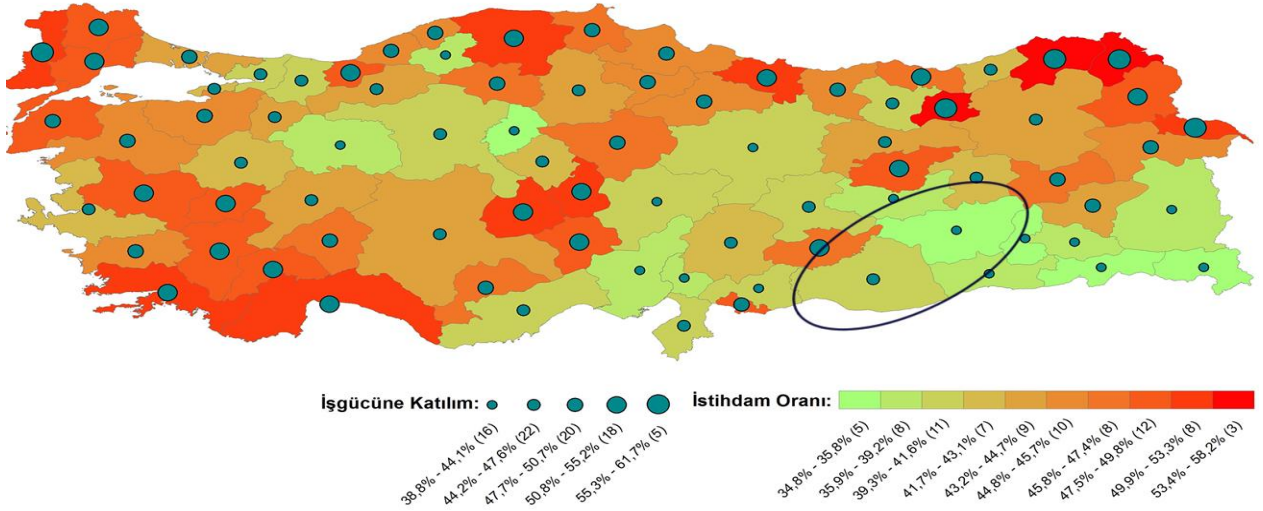 İşgücüne Katılım:
38,8% - 44,1% (16)
44,2% - 47,6% (22)
47,7% - 50,7% (20)
50,8% - 55,2% (18)
55,3% - 61,7% (5)
İstihdam Oranı:
34,8% - 35,8% (5)
35,9% - 39,2% (8)
39,3% - 41,6% (11)
41,7% - 43,1% (7)
43,2% - 44,7% (9)
44,8% - 45,7% (10)
45,8% - 47,4% (8)
47,5% - 49,8% (12)
49,9% - 53,3% (8)
53,4% - 58,2% (3)